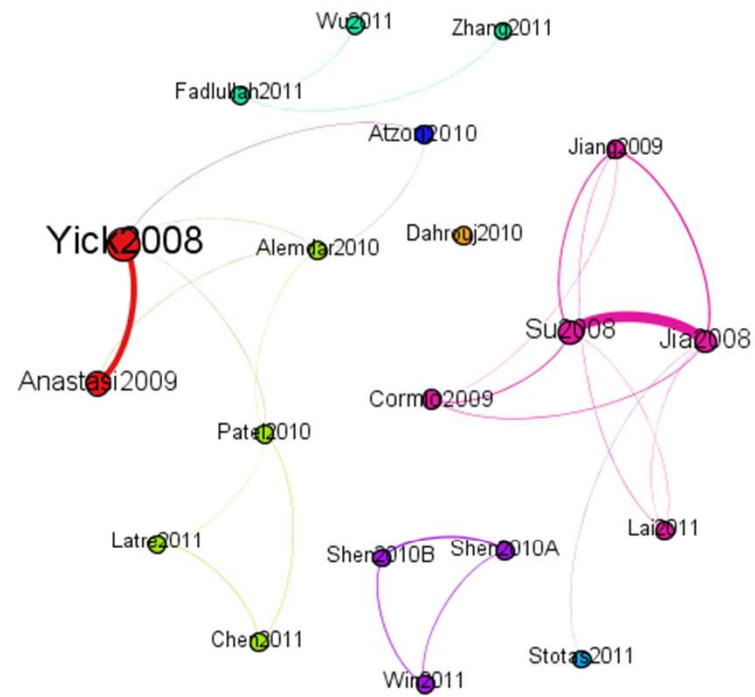 Wu2011
Zhang2011
Fadlullah2011
Atzori2010
Jiang2009
Yick2008
Alemdar2010
Dahrouj2010
Su2008
Jia2008
Anastasi2009
Cormio2009
Patel2010
Lai2011
Latre2011
Shen2010B
Shen2010A
Chen2011
Stotas2011
Win2011